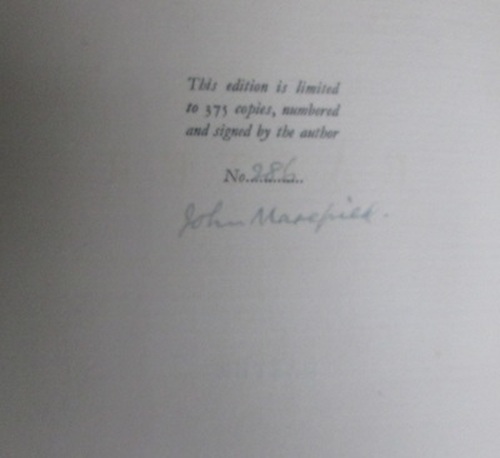 This edition is limited
to 375 copies, numbered
and signed by the author
No. 286
John Masefield.